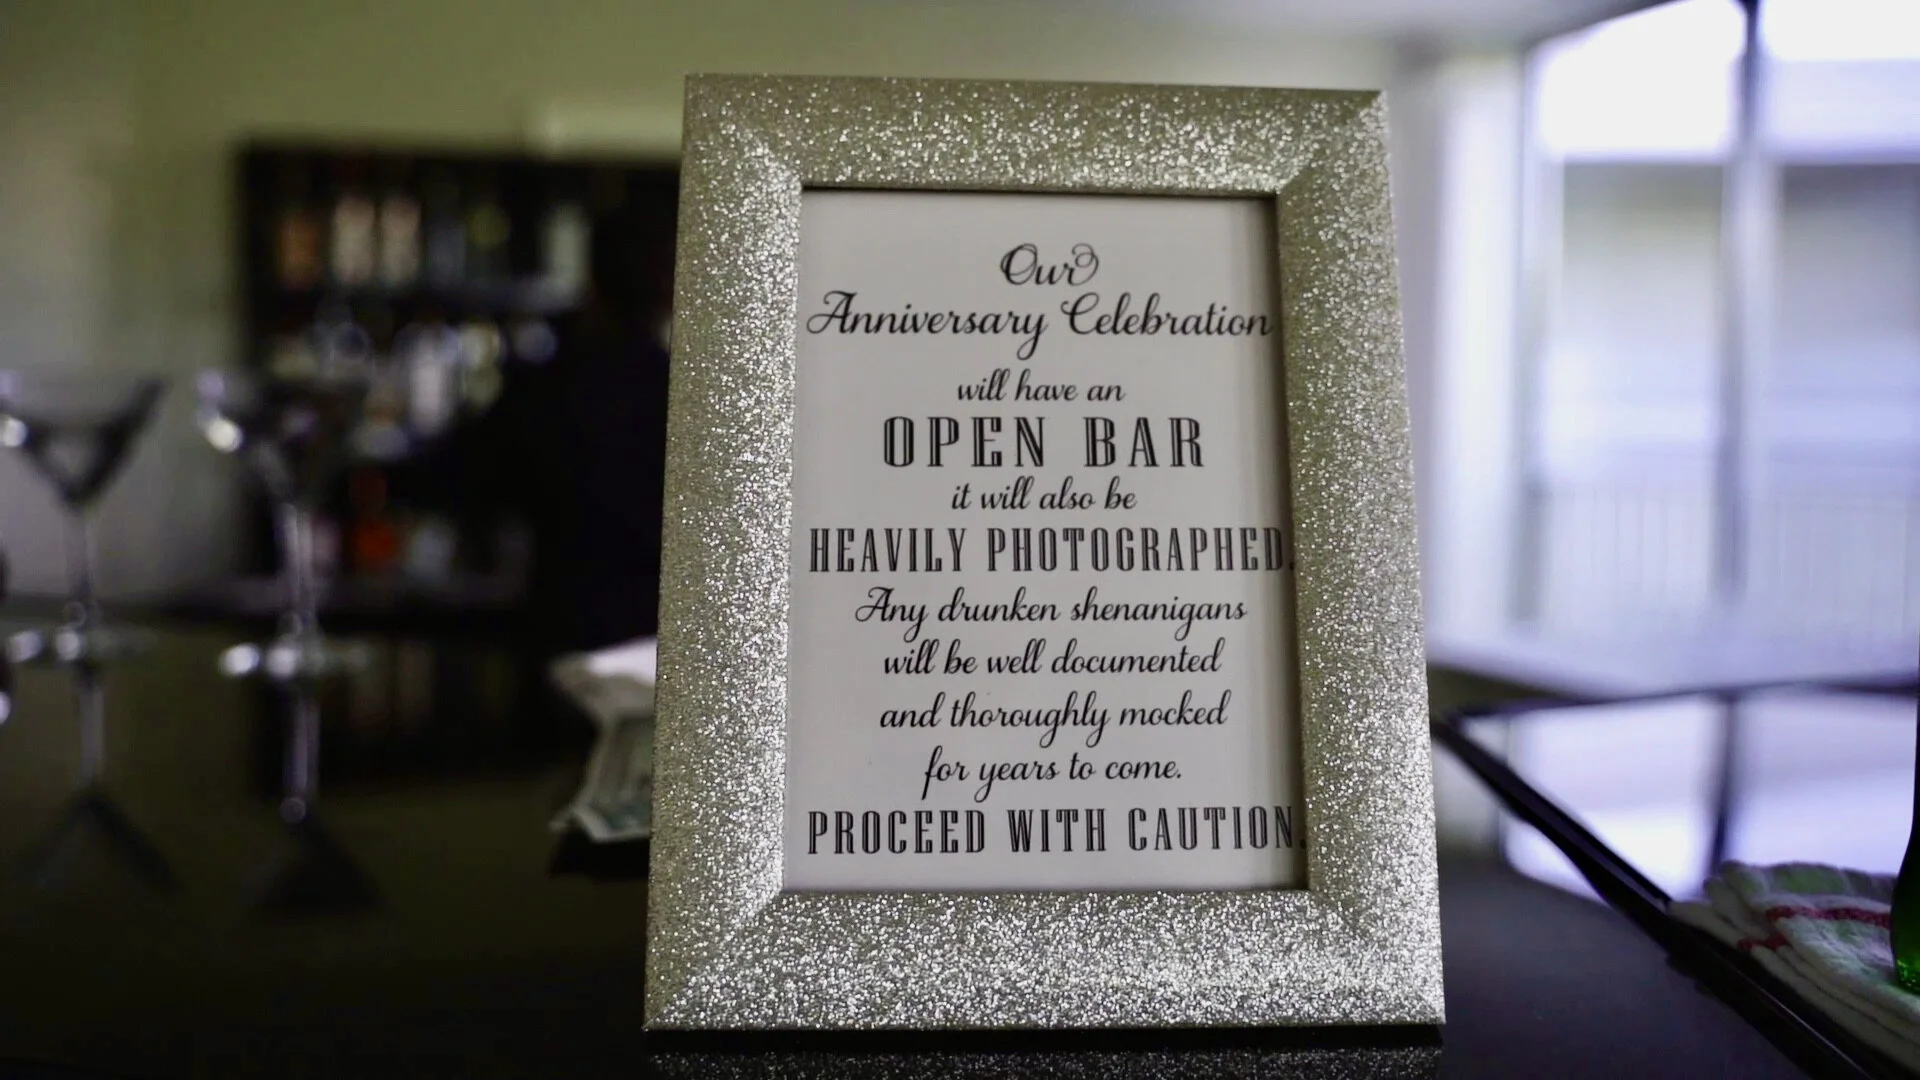 Our
Anniversary Celebration
will have an
OPEN BAR
it will also be
HEAVILY PHOTOGRAPHED.
Any drunken shenanigans
will be well documented
and thoroughly mocked
for years to come.
PROCEED WITH CAUTION.